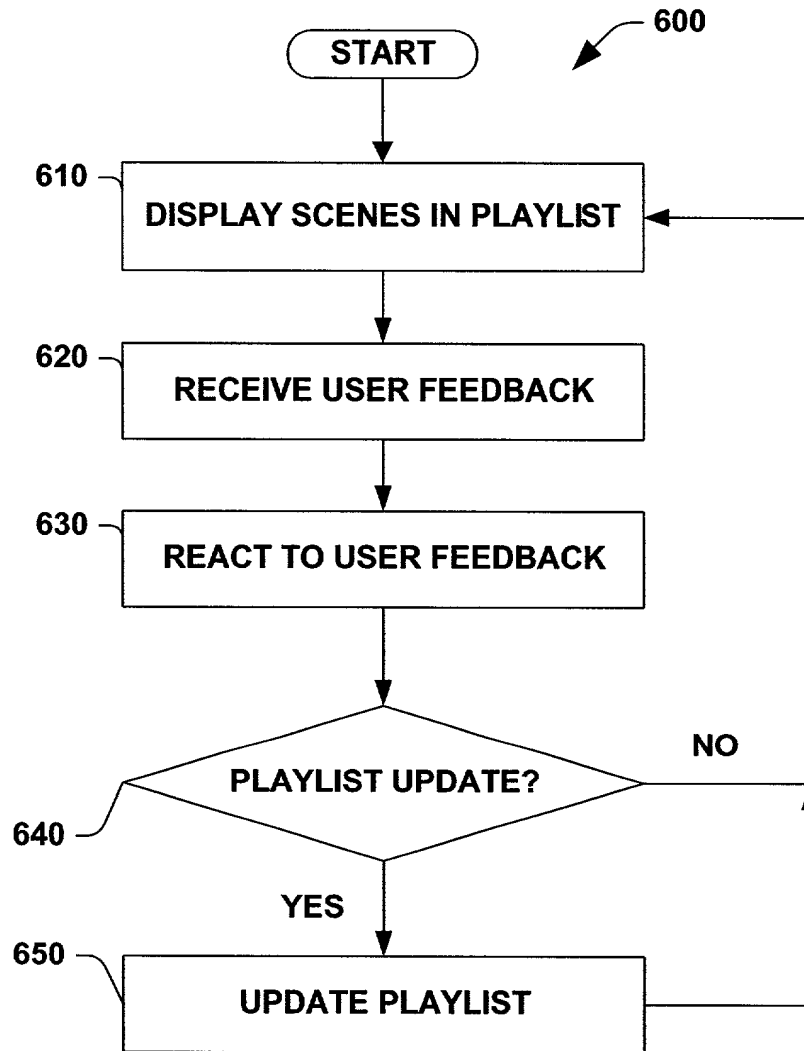 600
START
610
DISPLAY SCENES IN PLAYLIST
620
RECEIVE USER FEEDBACK
630
REACT TO USER FEEDBACK
NO
PLAYLIST UPDATE?
640
YES
650
UPDATE PLAYLIST